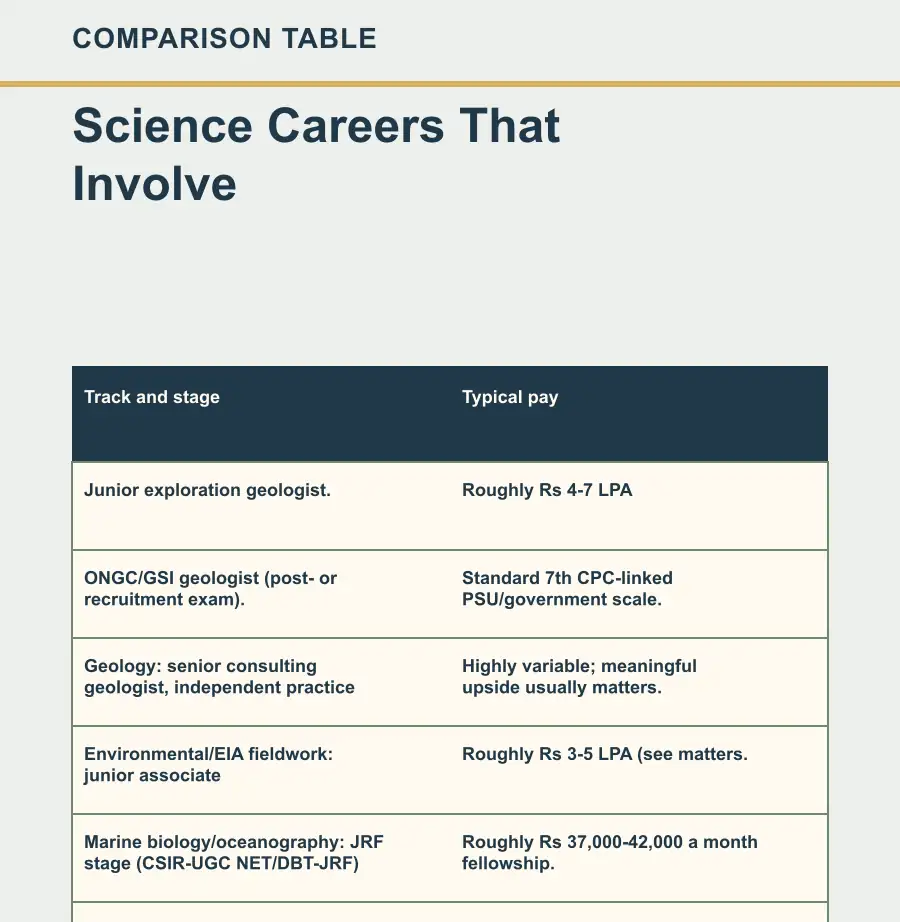 COMPARISON TABLE
Science Careers That
Involve
Track and stage
Typical pay
Junior exploration geologist.
Roughly Rs 4-7 LPA
ONGC/GSI geologist (post- or
recruitment exam).
Standard 7th CPC-linked
PSU/government scale.
Geology: senior consulting
geologist, independent practice
Highly variable; meaningful
upside usually matters.
Environmental/EIA fieldwork:
junior associate
Roughly Rs 3-5 LPA (see matters.
Marine biology/oceanography: JRF
stage (CSIR-UGC NET/DBT-JRF)
Roughly Rs 37,000-42,000 a month
fellowship.